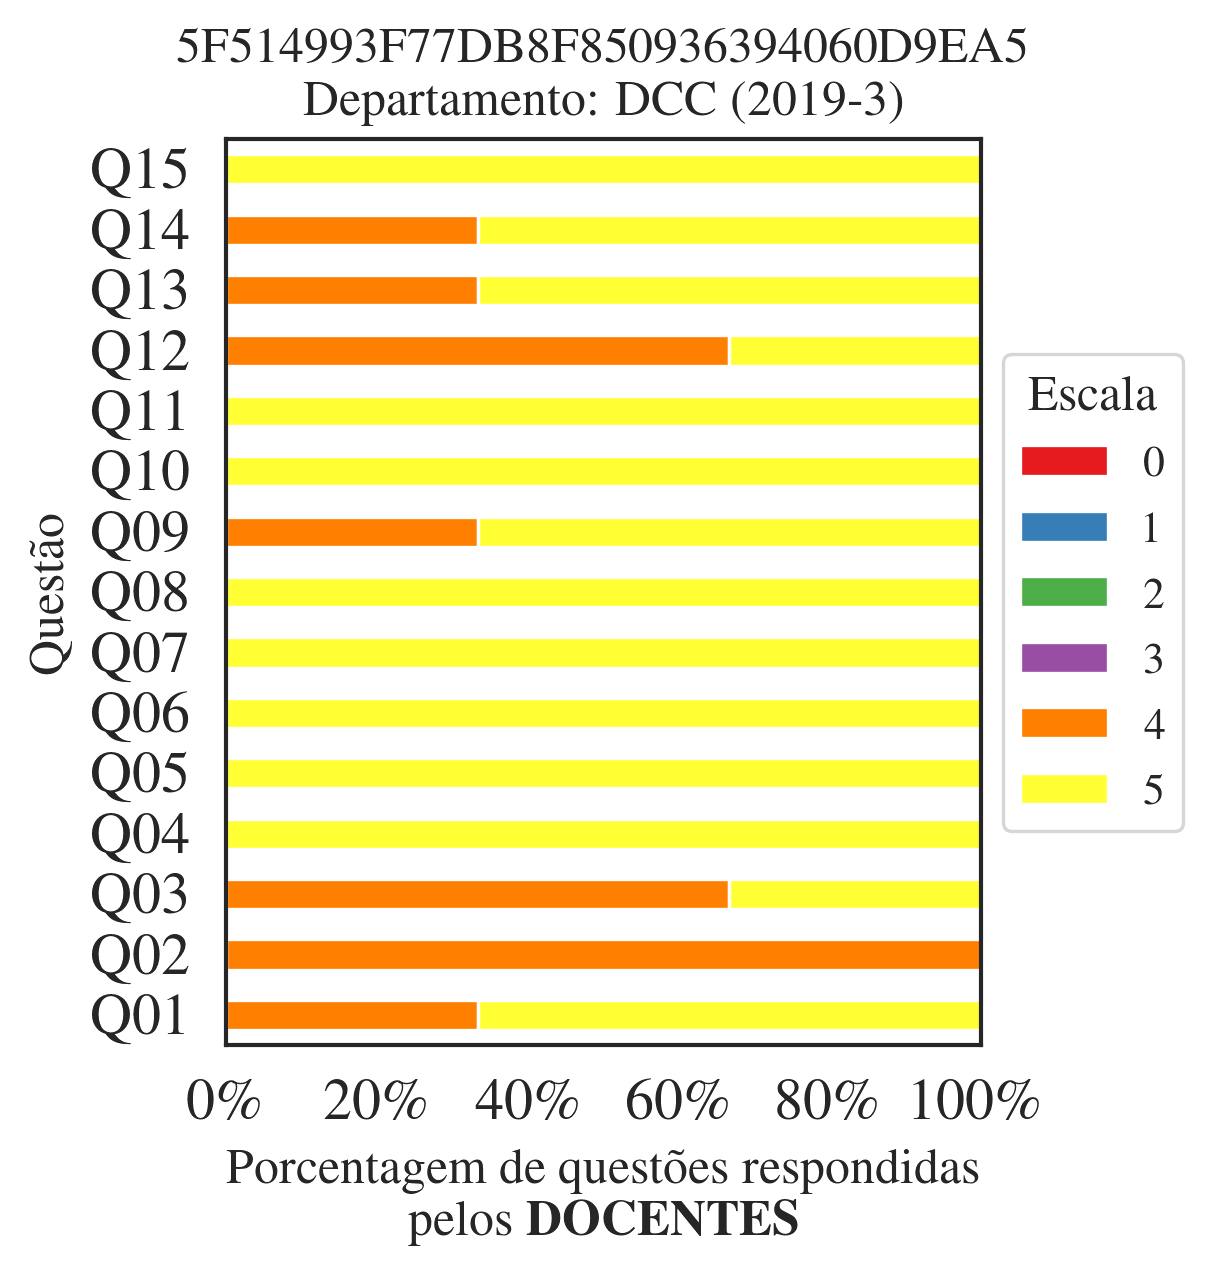 5F514993F77DB8F850936394060D9EA5
Departamento: DCC (2019-3)
Questão
Q15
Q14
Q13
Q12
Q11
Q10
Q09
Q08
Q07
Q06
Q05
Q04
Q03
Q02
Q01
Escala
0
1
2
3
4
5
0% 20% 40% 60% 80% 100%
Porcentagem de questões respondidas
pelos DOCENTES